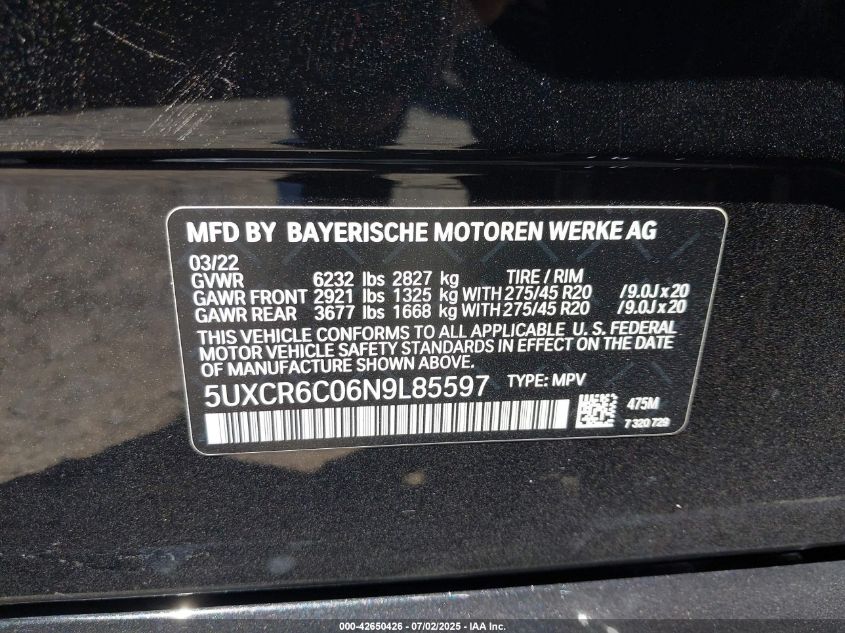 MFD BY BAYERISCHE MOTOREN WERKE AG
03/22
GVWR 6232 lbs 2827 kg TIRE / RIM
GAWR FRONT 2921 lbs 1325 kg WITH 275/45 R20 /9.0J x 20
GAWR REAR 3677 lbs 1668 kg WITH 275/45 R20 /9.0J x 20
THIS VEHICLE CONFORMS TO ALL APPLICABLE U. S. FEDERAL
MOTOR VEHICLE SAFETY STANDARDS IN EFFECT ON THE DATE
OF MANUFACTURE SHOWN ABOVE.
5UXCR6C06N9L85597 TYPE: MPV
475M
7 320 729
000-42650426 - 07/02/2025 - IAA Inc.